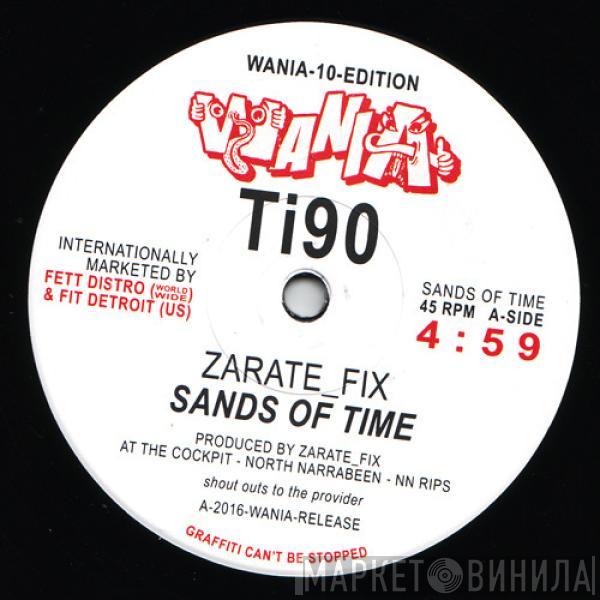 WANIA-10-EDITION
WANIA
Ti90
INTERNATIONALLY
MARKETED BY
FETT DISTRO (WORLD WIDE)
& FIT DETROIT (US)
SANDS OF TIME
45 RPM A-SIDE
4:59
ZARATE_FIX
SANDS OF TIME
PRODUCED BY ZARATE_FIX
AT THE COCKPIT - NORTH NARRABEEN - NN RIPS
shout outs to the provider
A-2016-WANIA-RELEASE
GRAFFITI CAN'T BE STOPPED
МАРКЕТ ВИНИЛА